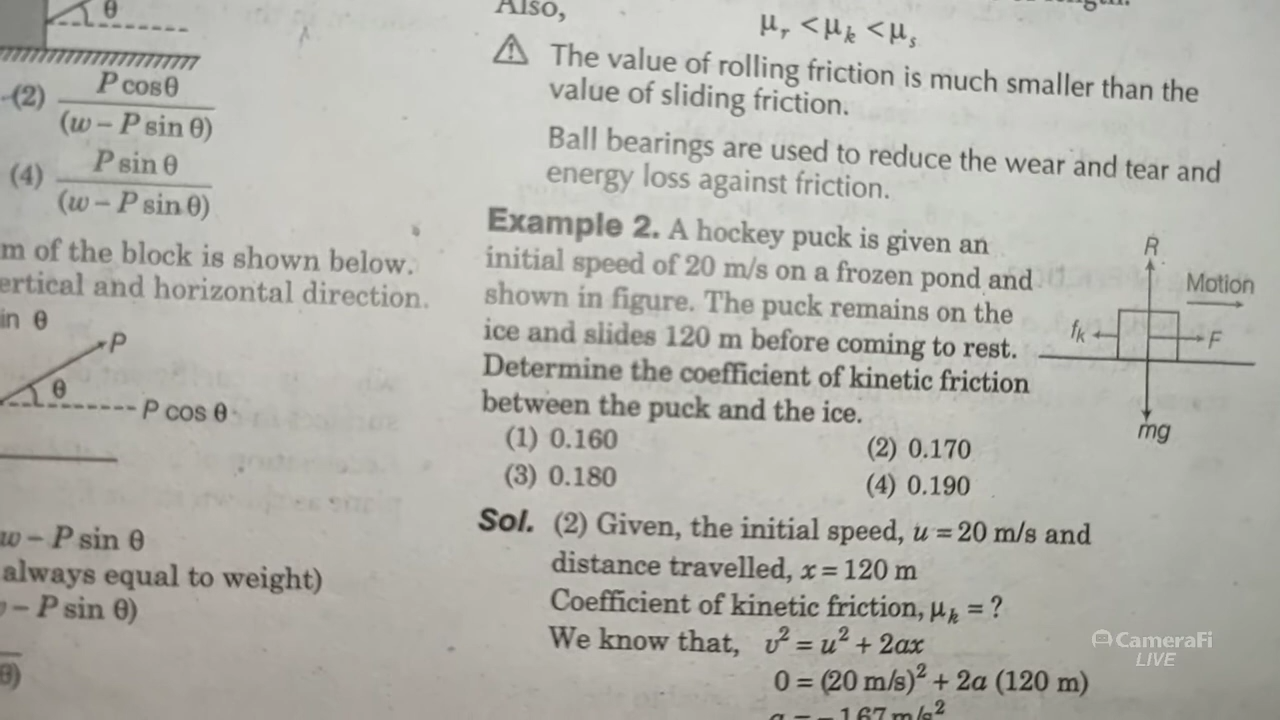 θ
(2) P cosθ
(w – P sin θ)
(4) P sin θ
(w – P sin θ)
m of the block is shown below.
ertical and horizontal direction.
in θ
P
θ
P cos θ
w – P sin θ
always equal to weight)
– P sin θ)
θ)
Also,
μr < μk < μs
The value of rolling friction is much smaller than the
value of sliding friction.
Ball bearings are used to reduce the wear and tear and
energy loss against friction.
Example 2. A hockey puck is given an
initial speed of 20 m/s on a frozen pond and
shown in figure. The puck remains on the
ice and slides 120 m before coming to rest.
Determine the coefficient of kinetic friction
between the puck and the ice.
(1) 0.160 (2) 0.170
(3) 0.180 (4) 0.190
R
Motion
fk F
mg
Sol. (2) Given, the initial speed, u = 20 m/s and
distance travelled, x = 120 m
Coefficient of kinetic friction, μk = ?
We know that, v² = u² + 2ax
0 = (20 m/s)² + 2a (120 m)
a = – 1.67 m/s²
CameraFi
LIVE